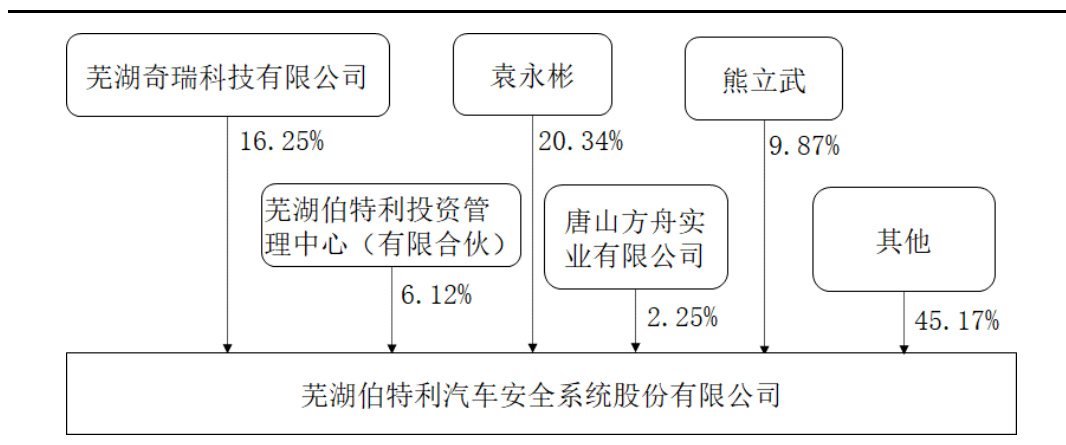 芜湖奇瑞科技有限公司
袁永彬
熊立武
16.25%
20.34%
9.87%
芜湖伯特利投资管
理中心（有限合伙）
唐山方舟实
业有限公司
其他
6.12%
2.25%
45.17%
芜湖伯特利汽车安全系统股份有限公司